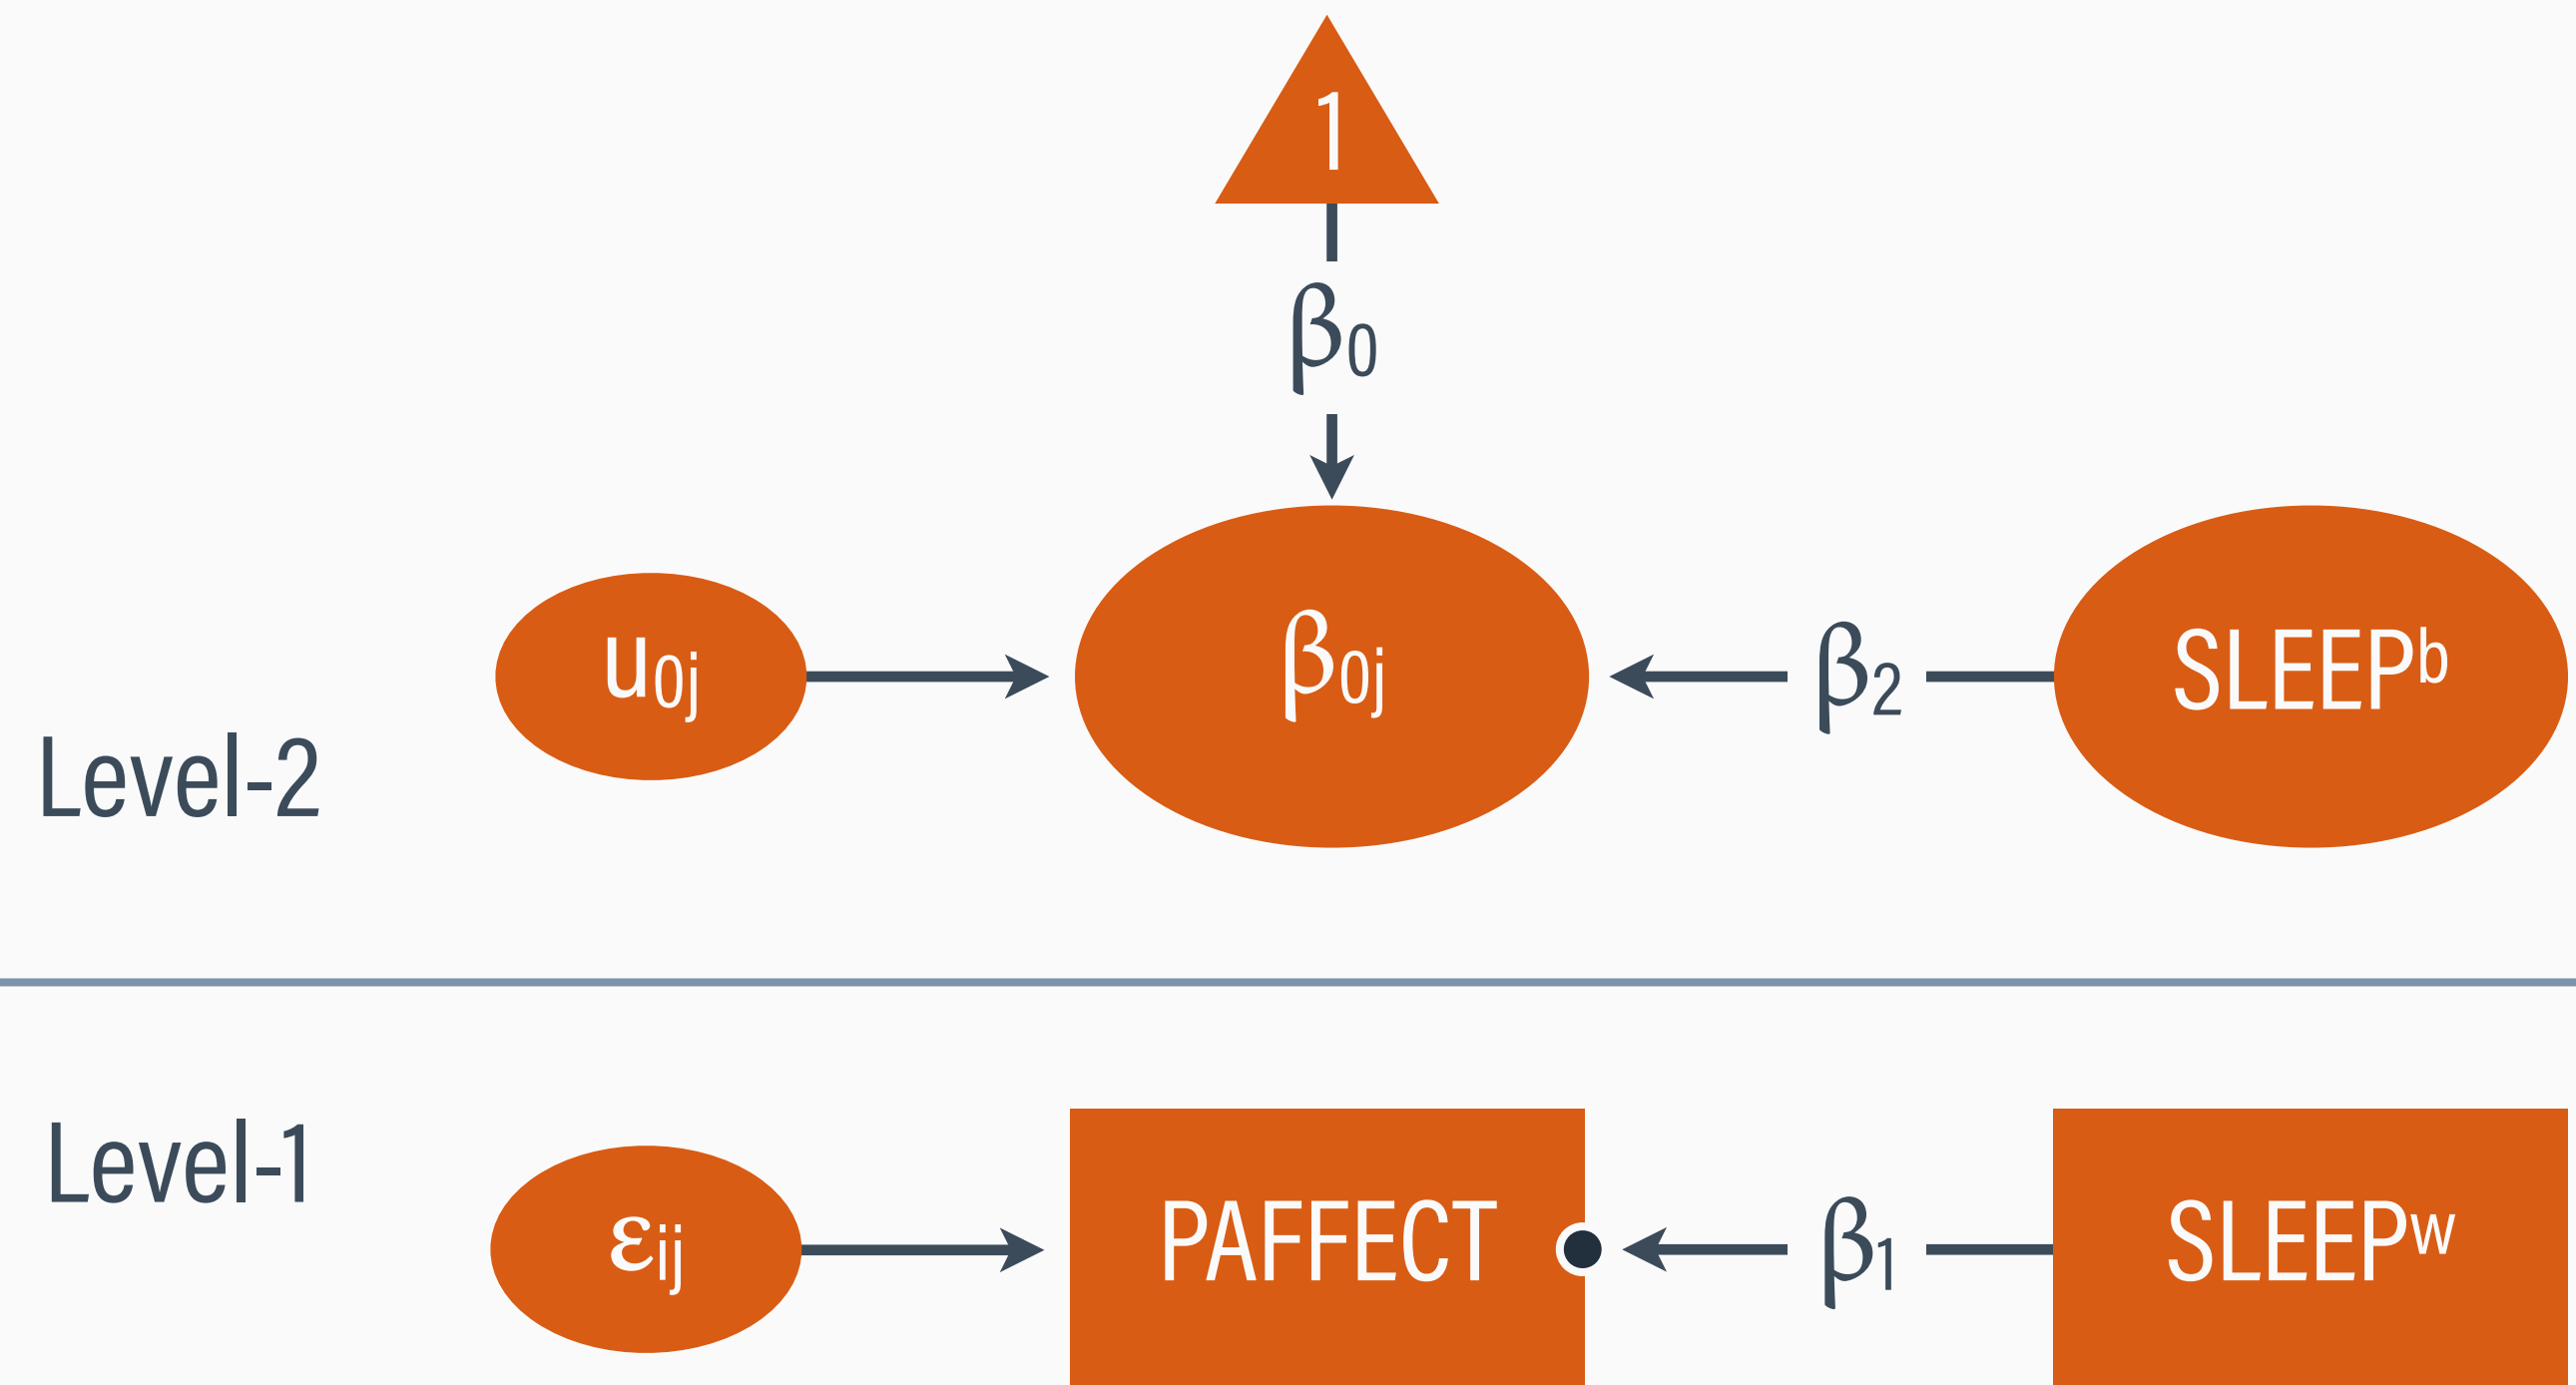 1
β₀
u₀ⱼ
β₀ⱼ
β₂
SLEEPᵇ
Level-2
Level-1
εᵢⱼ
PAFFECT
β₁
SLEEPʷ